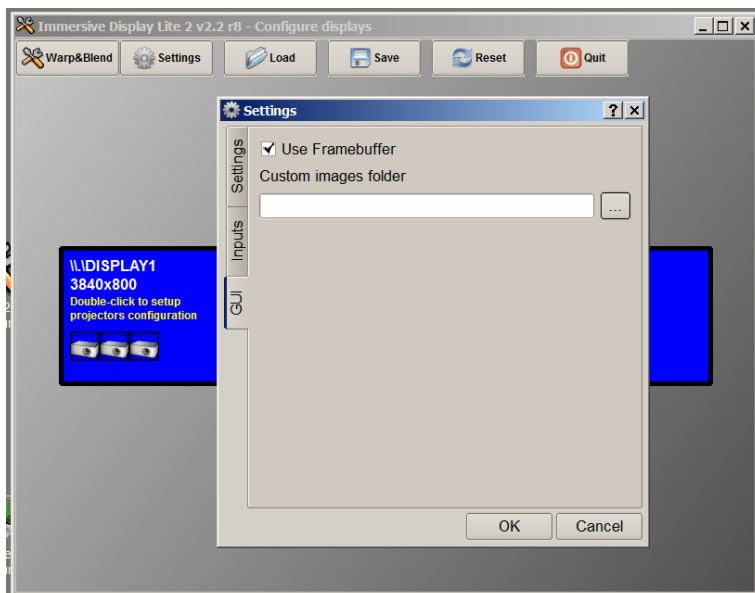 Immersive Display Lite 2 v2.2 r8 - Configure displays
Warp&Blend
Settings
Load
Save
Reset
Quit
Settings
Settings
Inputs
GUI
Use Framebuffer
Custom images folder
...
\\.\DISPLAY1
3840x800
Double-click to setup
projectors configuration
OK
Cancel